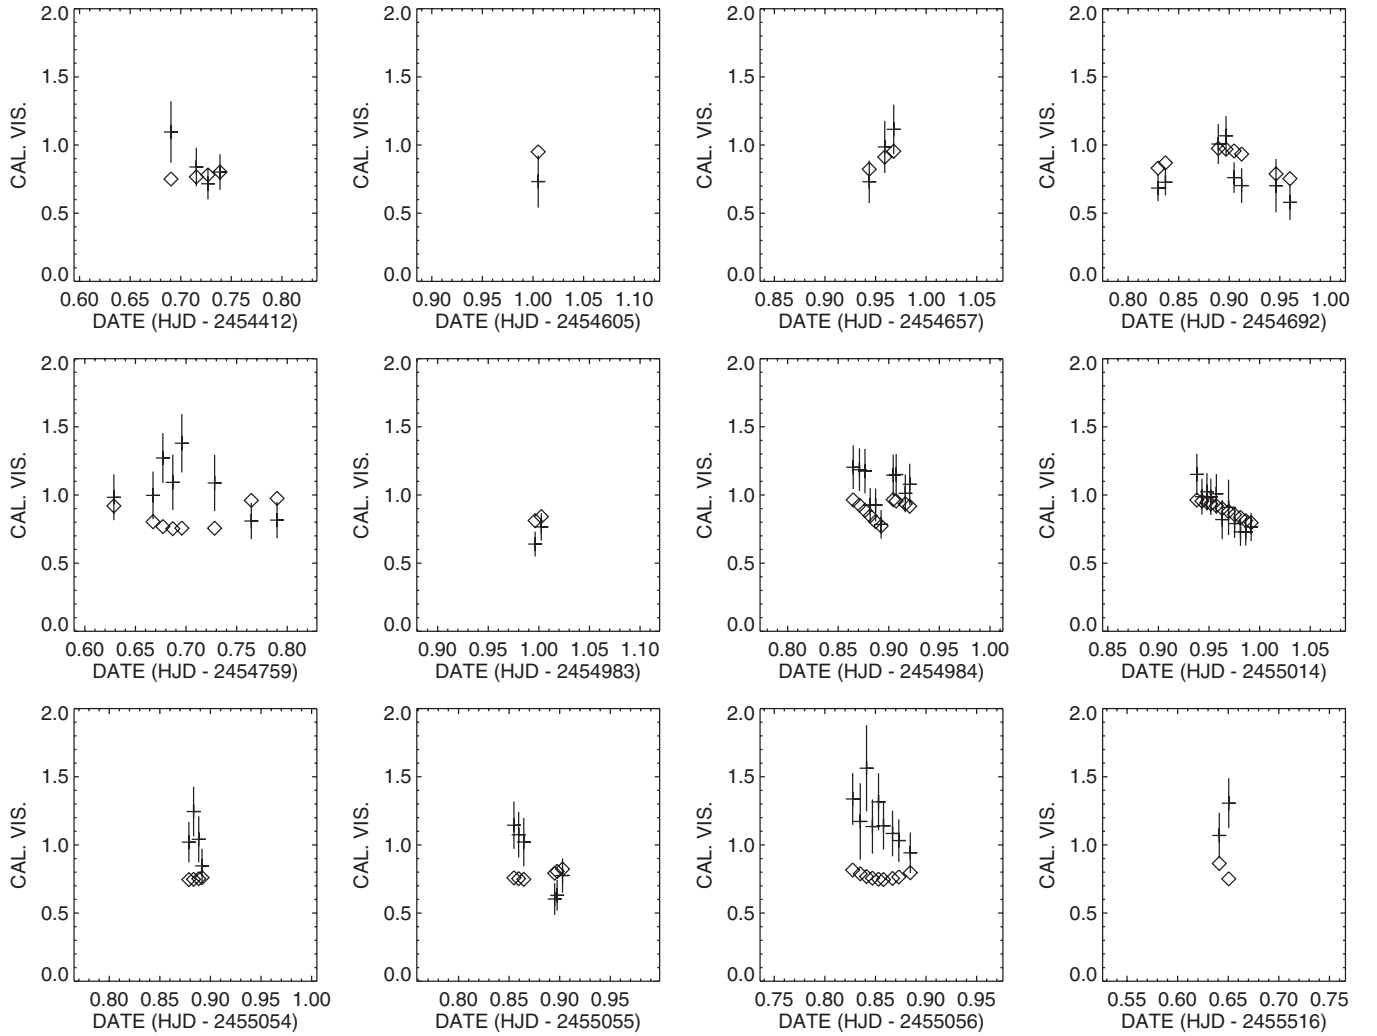 2.0 2.0 2.0 2.0
1.5 1.5 1.5 1.5
CAL. VIS. CAL. VIS. CAL. VIS. CAL. VIS.
1.0 1.0 1.0 1.0
0.5 0.5 0.5 0.5
0.0 0.0 0.0 0.0
0.60 0.65 0.70 0.75 0.80 0.90 0.95 1.00 1.05 1.10 0.85 0.90 0.95 1.00 1.05 0.80 0.85 0.90 0.95 1.00
DATE (HJD - 2454412) DATE (HJD - 2454605) DATE (HJD - 2454657) DATE (HJD - 2454692)
2.0 2.0 2.0 2.0
1.5 1.5 1.5 1.5
CAL. VIS. CAL. VIS. CAL. VIS. CAL. VIS.
1.0 1.0 1.0 1.0
0.5 0.5 0.5 0.5
0.0 0.0 0.0 0.0
0.60 0.65 0.70 0.75 0.80 0.90 0.95 1.00 1.05 1.10 0.80 0.85 0.90 0.95 1.00 0.85 0.90 0.95 1.00 1.05
DATE (HJD - 2454759) DATE (HJD - 2454983) DATE (HJD - 2454984) DATE (HJD - 2455014)
2.0 2.0 2.0 2.0
1.5 1.5 1.5 1.5
CAL. VIS. CAL. VIS. CAL. VIS. CAL. VIS.
1.0 1.0 1.0 1.0
0.5 0.5 0.5 0.5
0.0 0.0 0.0 0.0
0.80 0.85 0.90 0.95 1.00 0.80 0.85 0.90 0.95 0.75 0.80 0.85 0.90 0.95 0.55 0.60 0.65 0.70 0.75
DATE (HJD - 2455054) DATE (HJD - 2455055) DATE (HJD - 2455056) DATE (HJD - 2455516)